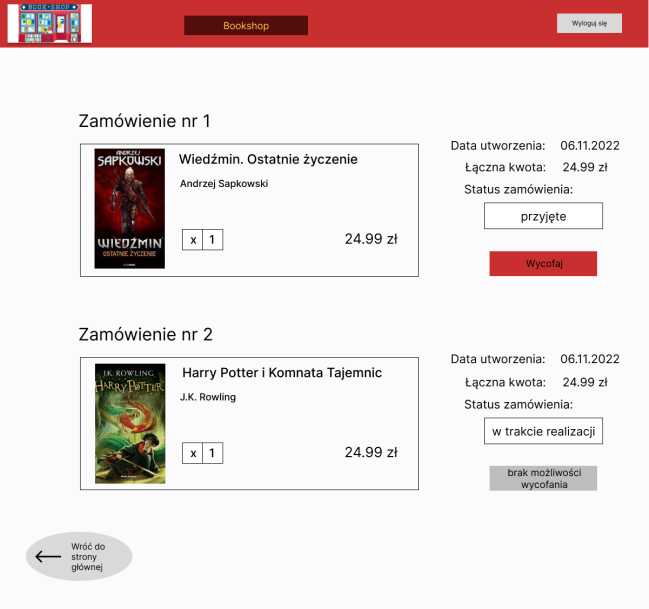 BOOK SHOP
Bookshop
Wyloguj się
Zamówienie nr 1
ANDRZEJ
SAPKOWSKI
WIEDŹMIN
OSTATNIE ŻYCZENIE
Wiedźmin. Ostatnie życzenie
Andrzej Sapkowski
x 1
24.99 zł
Data utworzenia: 06.11.2022
Łączna kwota: 24.99 zł
Status zamówienia:
przyjęte
Wycofaj
Zamówienie nr 2
J.K. ROWLING
HARRY POTTER
Harry Potter i Komnata Tajemnic
J.K. Rowling
x 1
24.99 zł
Data utworzenia: 06.11.2022
Łączna kwota: 24.99 zł
Status zamówienia:
w trakcie realizacji
brak możliwości
wycofania
Wróć do
strony
głównej